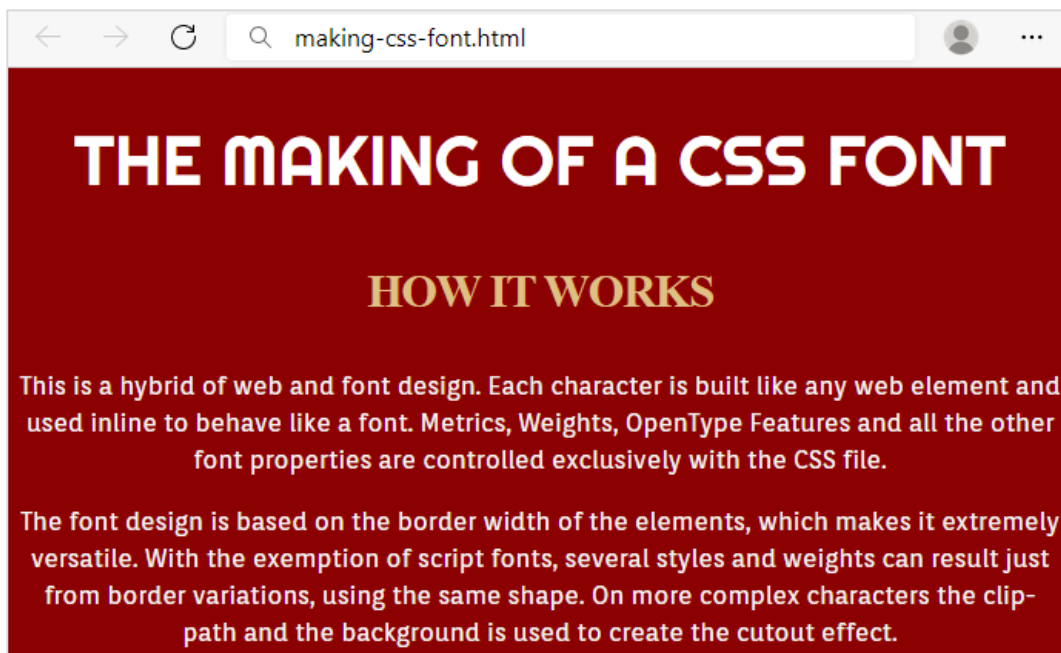 making-css-font.html
THE MAKING OF A CSS FONT
HOW IT WORKS
This is a hybrid of web and font design. Each character is built like any web element and
used inline to behave like a font. Metrics, Weights, OpenType Features and all the other
font properties are controlled exclusively with the CSS file.
The font design is based on the border width of the elements, which makes it extremely
versatile. With the exemption of script fonts, several styles and weights can result just
from border variations, using the same shape. On more complex characters the clip-
path and the background is used to create the cutout effect.